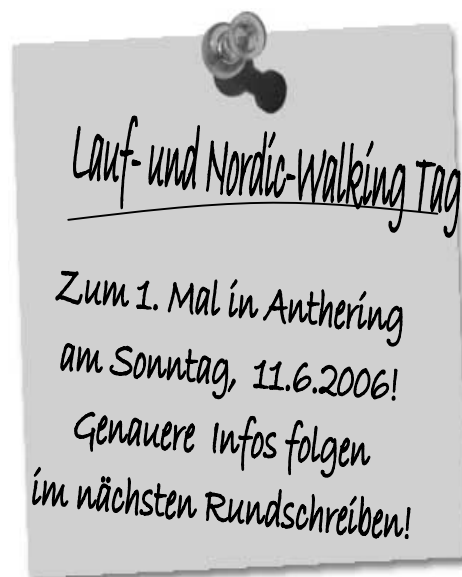 Lauf- und Nordic-Walking Tag
Zum 1. Mal in Anthering
am Sonntag, 11.6.2006!
Genauere Infos folgen
im nächsten Rundschreiben!